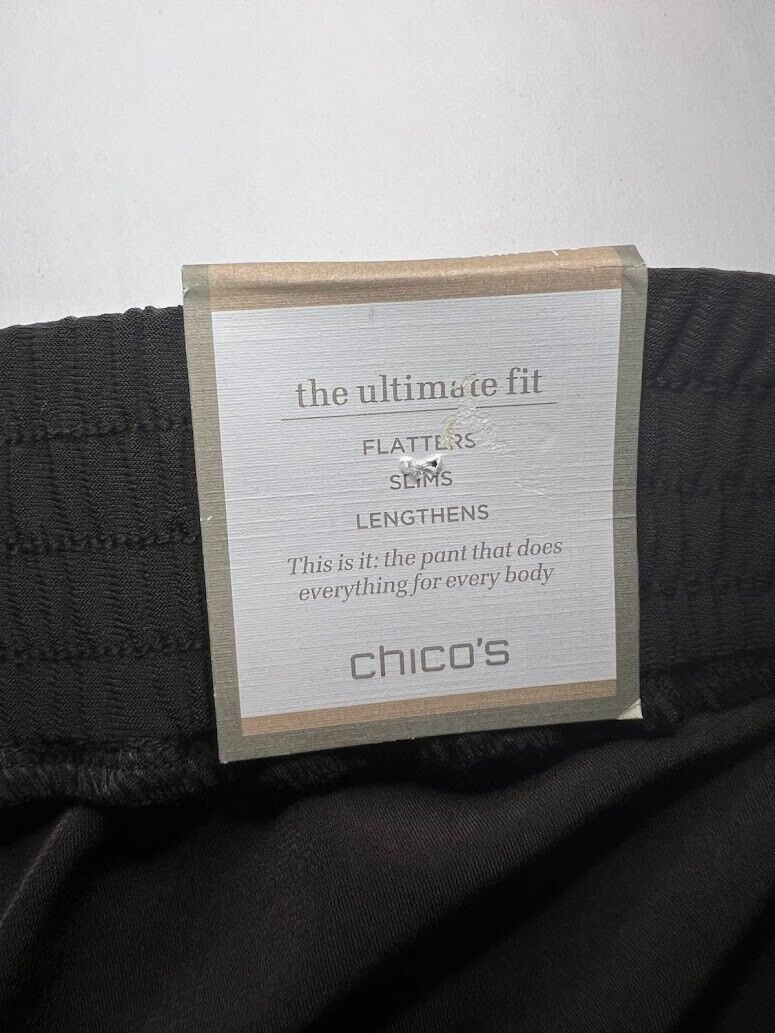 the ultimate fit
FLATTERS
SLIMS
LENGTHENS
This is it: the pant that does
everything for every body
chico's